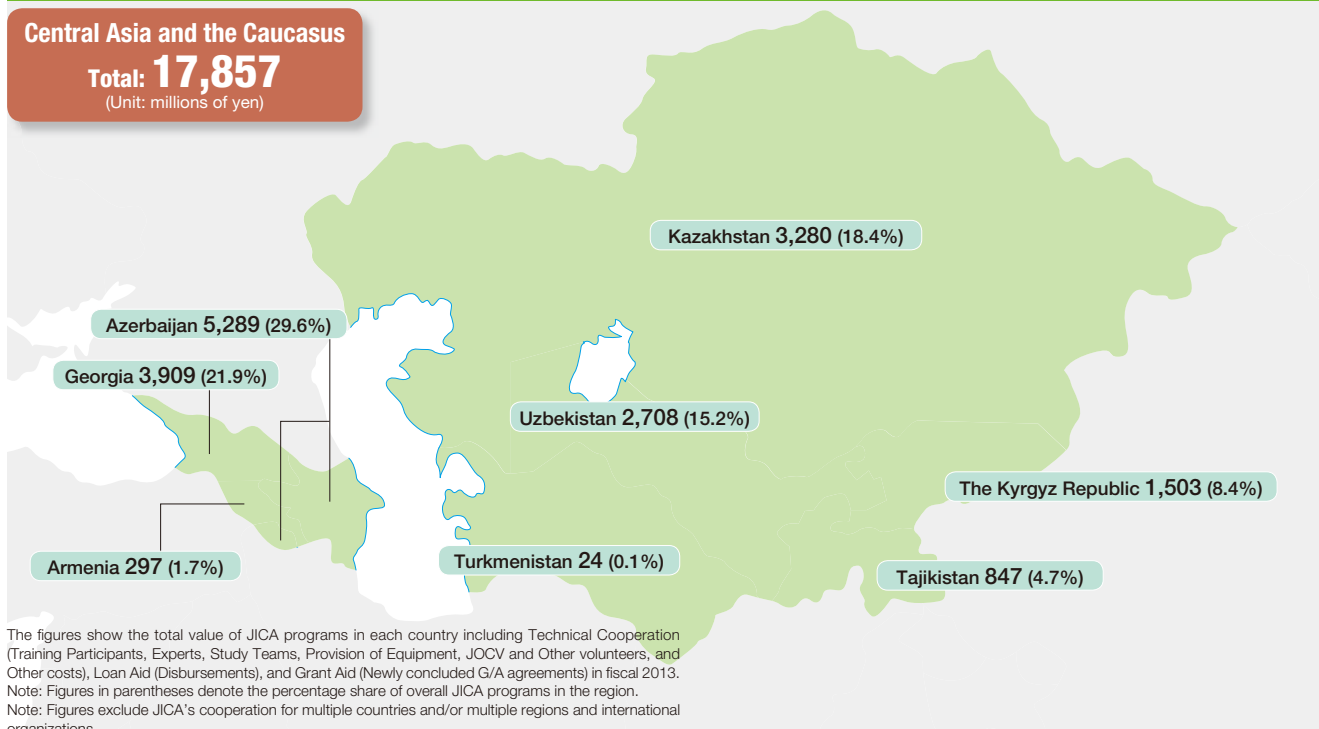 Central Asia and the Caucasus
Total: 17,857
(Unit: millions of yen)
Kazakhstan 3,280 (18.4%)
Azerbaijan 5,289 (29.6%)
Georgia 3,909 (21.9%)
Uzbekistan 2,708 (15.2%)
The Kyrgyz Republic 1,503 (8.4%)
Armenia 297 (1.7%)
Turkmenistan 24 (0.1%)
Tajikistan 847 (4.7%)
The figures show the total value of JICA programs in each country including Technical Cooperation
(Training Participants, Experts, Study Teams, Provision of Equipment, JOCV and Other volunteers, and
Other costs), Loan Aid (Disbursements), and Grant Aid (Newly concluded G/A agreements) in fiscal 2013.
Note: Figures in parentheses denote the percentage share of overall JICA programs in the region.
Note: Figures exclude JICA's cooperation for multiple countries and/or multiple regions and international
organizations.